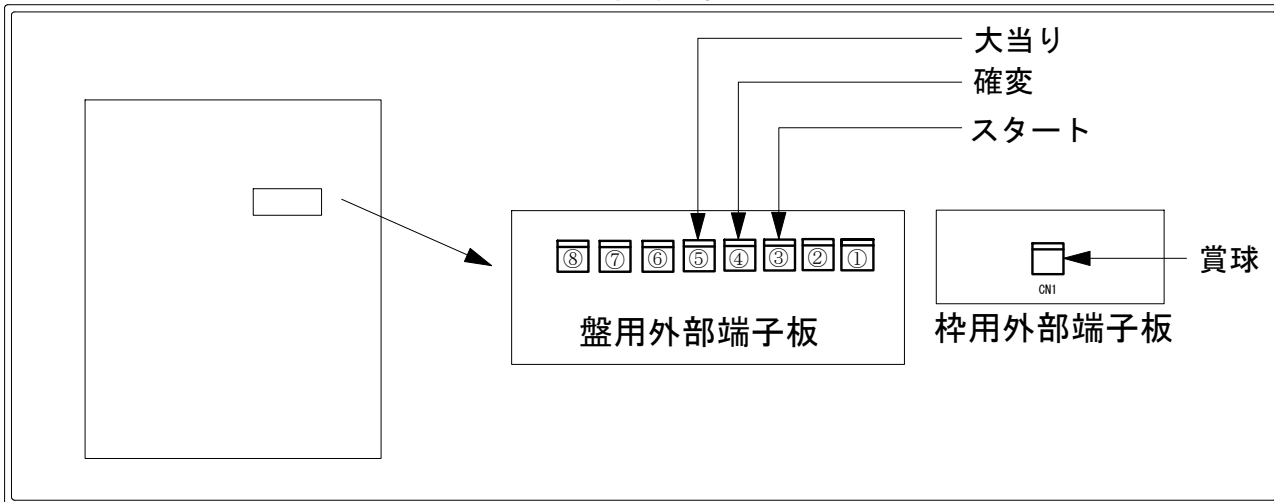 大当り
確変
スタート
⑧ ⑦ ⑥ ⑤ ④ ③ ② ①
盤用外部端子板
賞球
CN1
枠用外部端子板